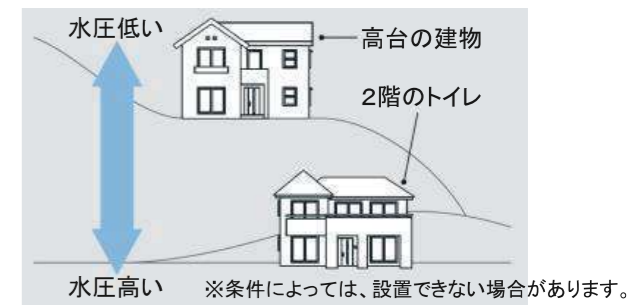 水圧低い
高台の建物
2階のトイレ
水圧高い
※条件によっては、設置できない場合があります。